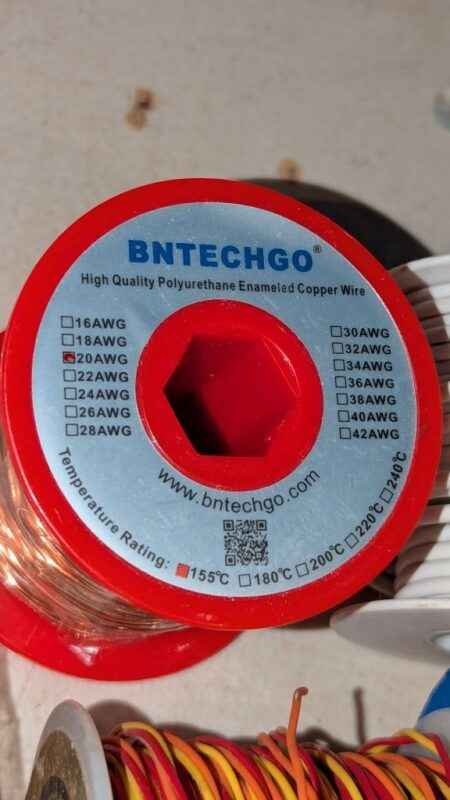 BNTECHGO®
High Quality Polyurethane Enameled Copper Wire
16AWG
18AWG
20AWG
22AWG
24AWG
26AWG
28AWG
30AWG
32AWG
34AWG
36AWG
38AWG
40AWG
42AWG
www.bntechgo.com
Temperature Rating: 155℃ 180℃ 200℃ 220℃ 240℃